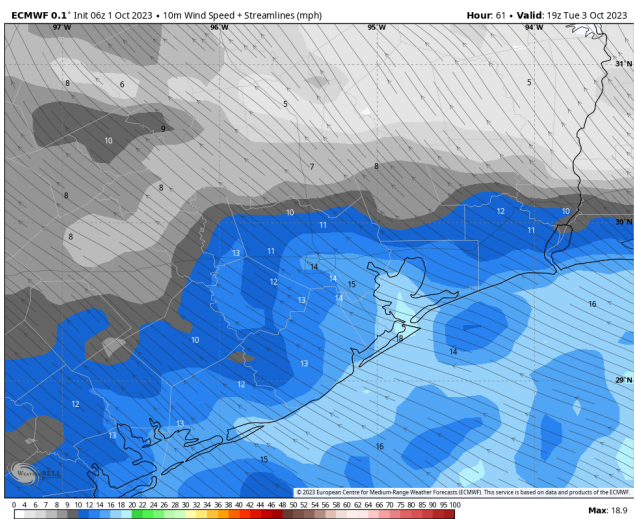 ECMWF 0.1° Init 06z 1 Oct 2023 • 10m Wind Speed + Streamlines (mph)
Hour: 61 • Valid: 19z Tue 3 Oct 2023
97°W 96°W 95°W 94°W
31°N
8 6 5 5
10 9
7 8
8 8
10 11 12 10
30°N
8 11
13 11 14 14 15
12 13 14 16
10 18
13 14
29°N
12 12
13 13
15 16
WeatherBELL
© 2023 European Centre for Medium-Range Weather Forecasts (ECMWF). This service is based on data and products of the ECMWF.
0 4 6 8 10 12 14 16 18 20 22 24 26 28 30 32 34 36 38 40 42 44 46 48 50 52 54 56 58 60 62 64 66 68 70 75 80 85 90 95 100
Max: 18.9